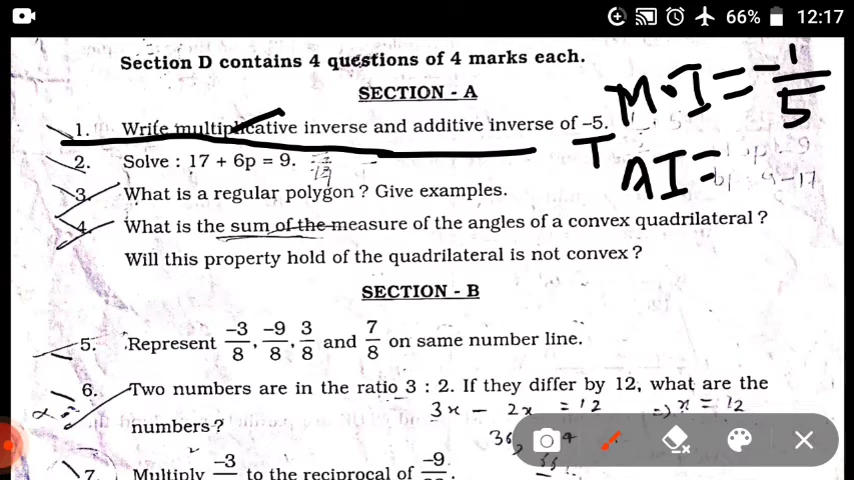 66% 12:17
Section D contains 4 questions of 4 marks each.
SECTION - A
M.I = -1/5
1. Write multiplicative inverse and additive inverse of –5.
2. Solve : 17 + 6p = 9.
AI =
3. What is a regular polygon ? Give examples.
4. What is the sum of the measure of the angles of a convex quadrilateral ?
Will this property hold of the quadrilateral is not convex ?
SECTION - B
5. Represent -3/8, -9/8, 3/8 and 7/8 on same number line.
6. Two numbers are in the ratio 3 : 2. If they differ by 12, what are the
3x - 2x = 12 => x = 12
numbers ?
7. Multiply -3 to the reciprocal of -9